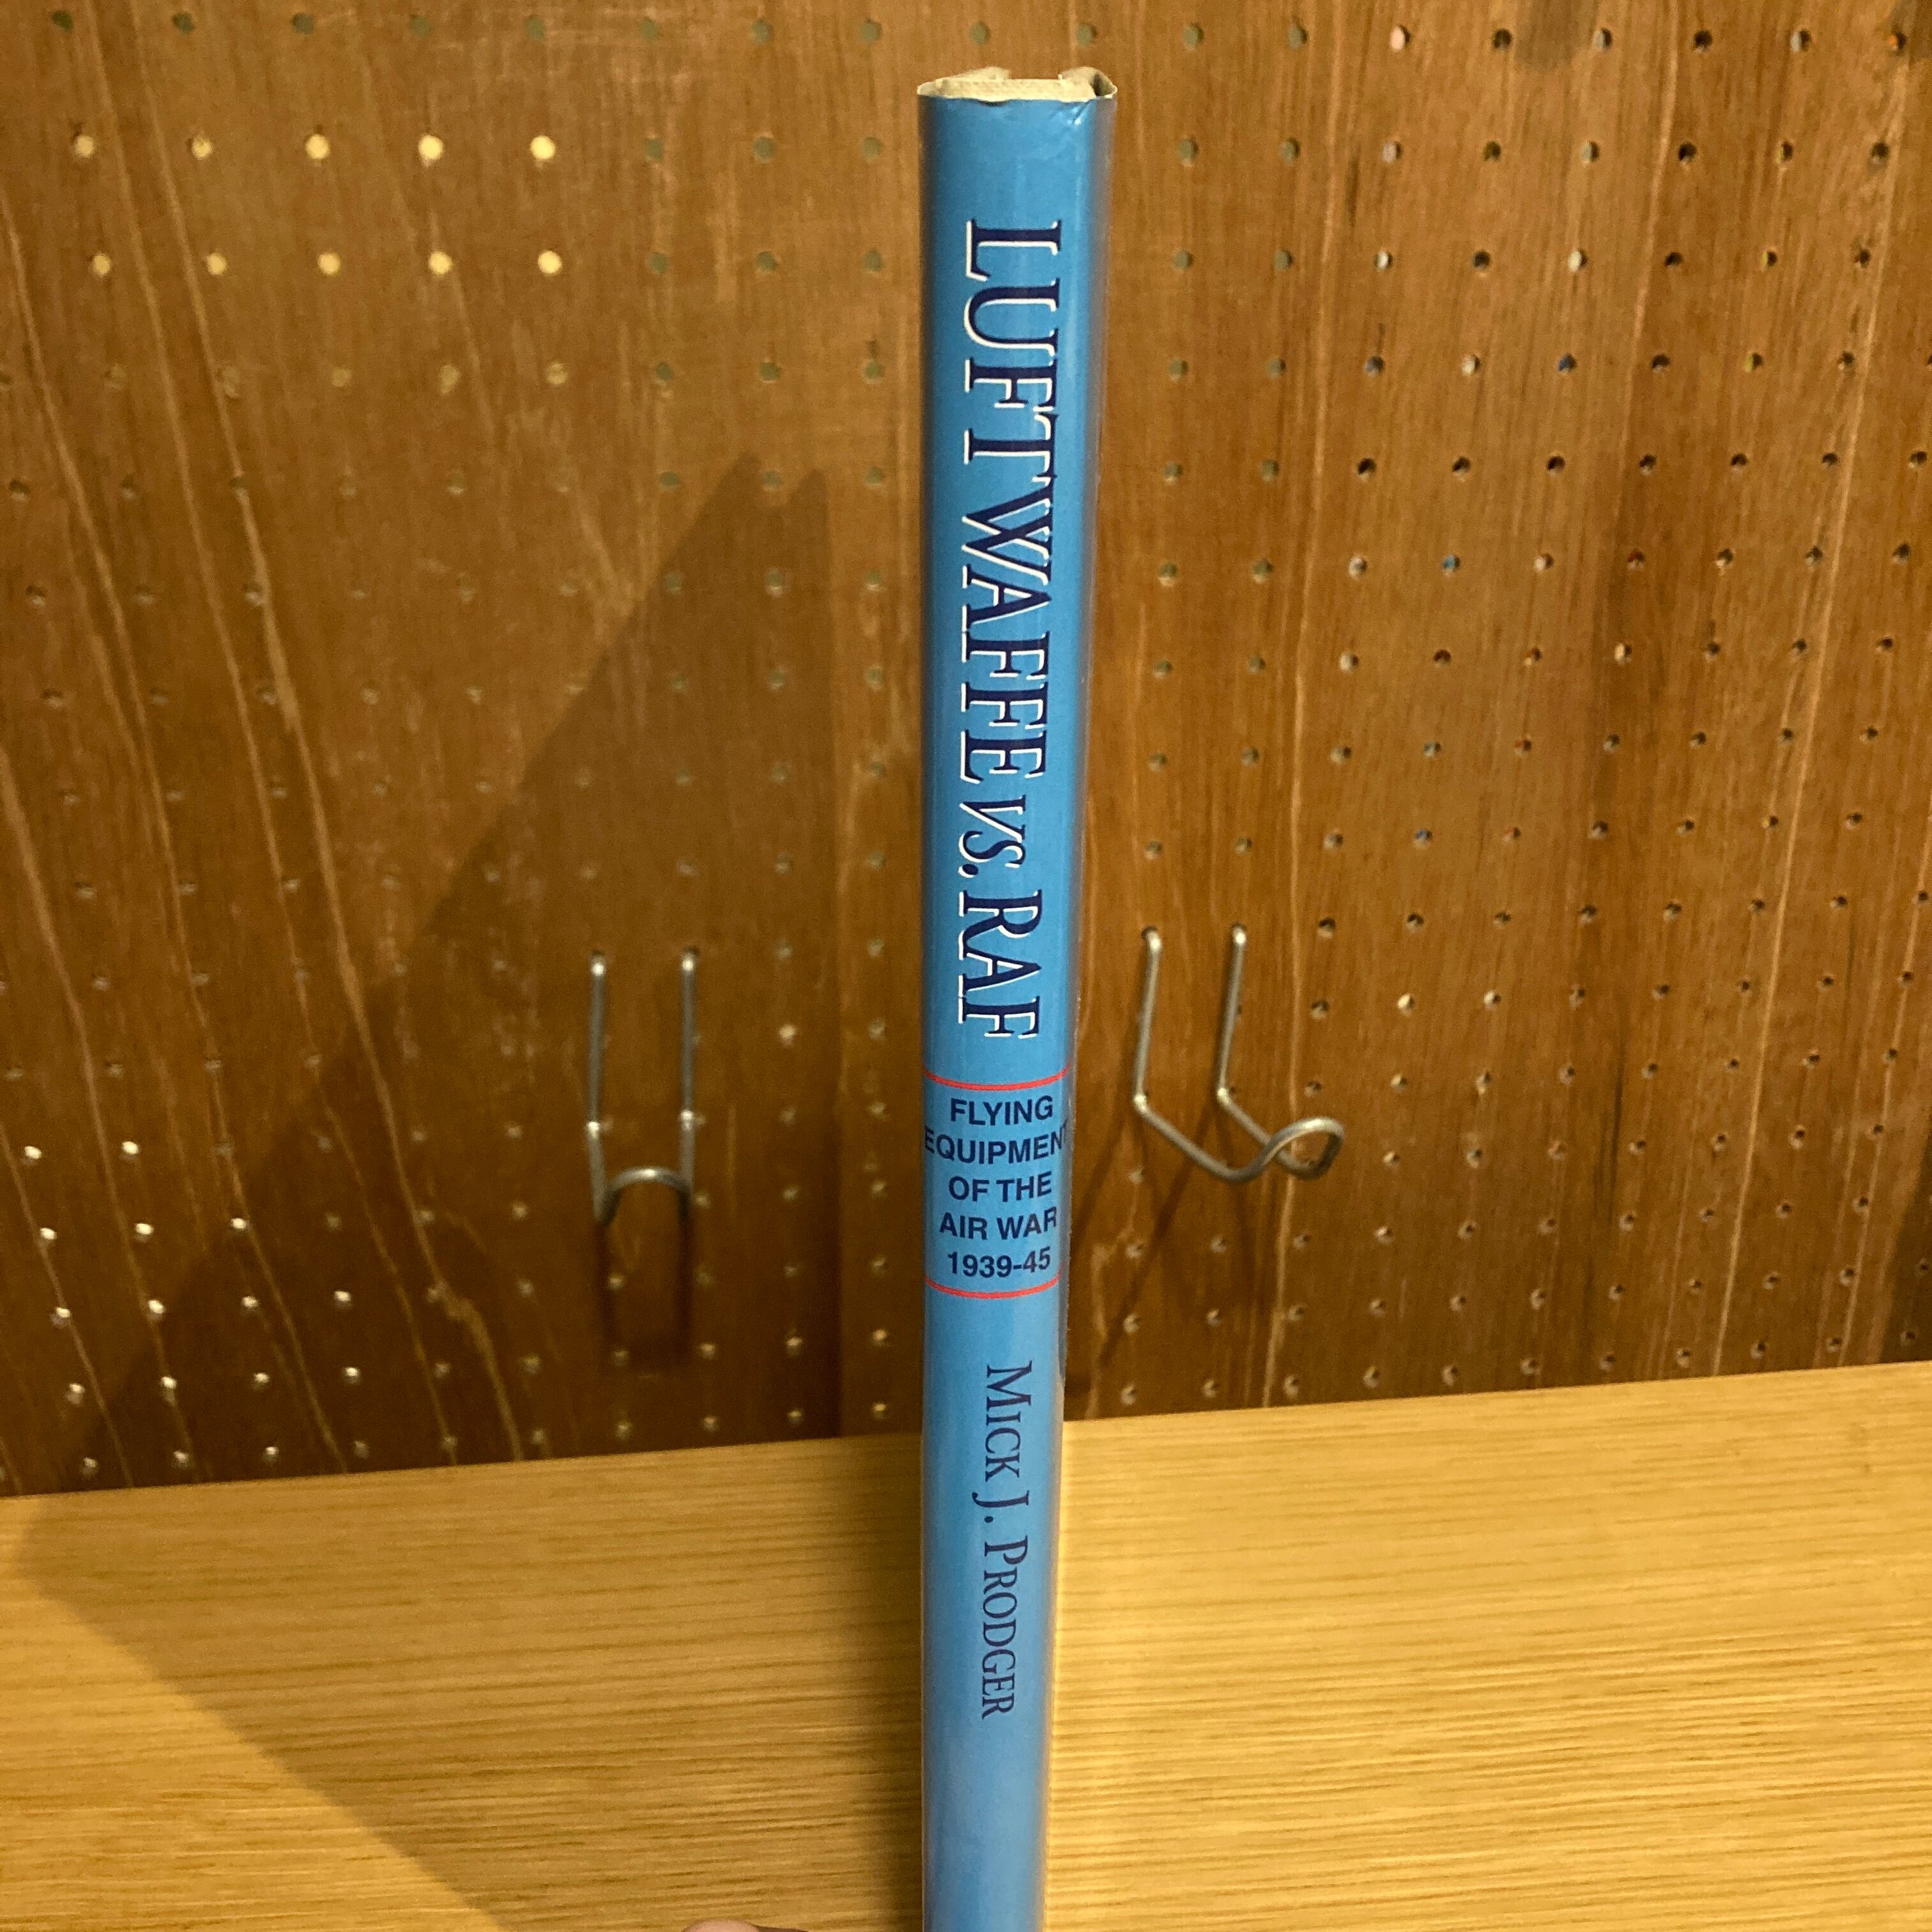 LUFTWAFFE VS. RAF
FLYING
EQUIPMENT
OF THE
AIR WAR
1939-45
MICK J. PRODGER